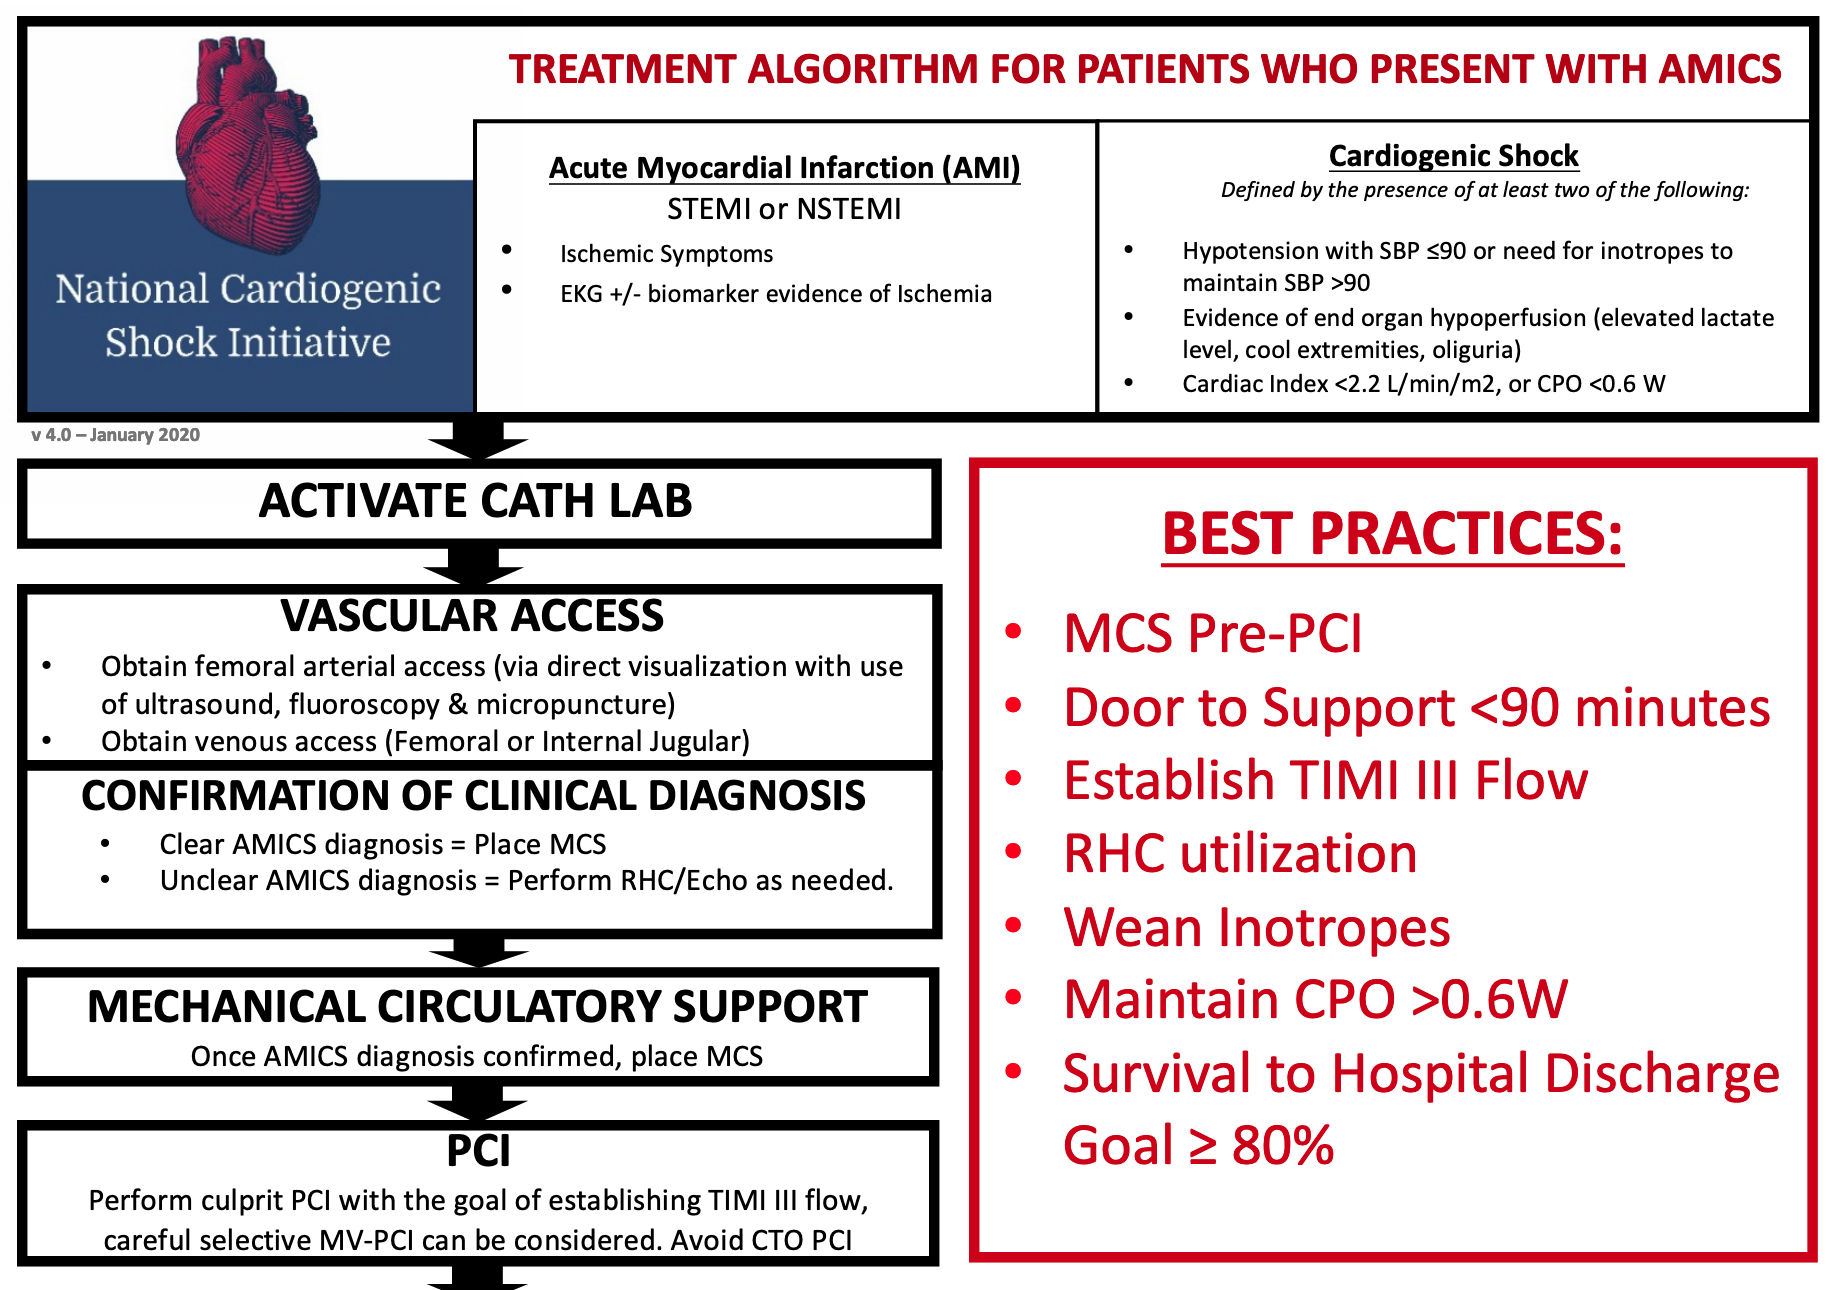 TREATMENT ALGORITHM FOR PATIENTS WHO PRESENT WITH AMICS
National Cardiogenic
Shock Initiative
Acute Myocardial Infarction (AMI)
STEMI or NSTEMI
• Ischemic Symptoms
• EKG +/- biomarker evidence of Ischemia
Cardiogenic Shock
Defined by the presence of at least two of the following:
• Hypotension with SBP ≤90 or need for inotropes to
maintain SBP >90
• Evidence of end organ hypoperfusion (elevated lactate
level, cool extremities, oliguria)
• Cardiac Index <2.2 L/min/m2, or CPO <0.6 W
v 4.0 – January 2020
ACTIVATE CATH LAB
VASCULAR ACCESS
• Obtain femoral arterial access (via direct visualization with use
of ultrasound, fluoroscopy & micropuncture)
• Obtain venous access (Femoral or Internal Jugular)
CONFIRMATION OF CLINICAL DIAGNOSIS
• Clear AMICS diagnosis = Place MCS
• Unclear AMICS diagnosis = Perform RHC/Echo as needed.
MECHANICAL CIRCULATORY SUPPORT
Once AMICS diagnosis confirmed, place MCS
PCI
Perform culprit PCI with the goal of establishing TIMI III flow,
careful selective MV-PCI can be considered. Avoid CTO PCI
BEST PRACTICES:
• MCS Pre-PCI
• Door to Support <90 minutes
• Establish TIMI III Flow
• RHC utilization
• Wean Inotropes
• Maintain CPO >0.6W
• Survival to Hospital Discharge
Goal ≥ 80%